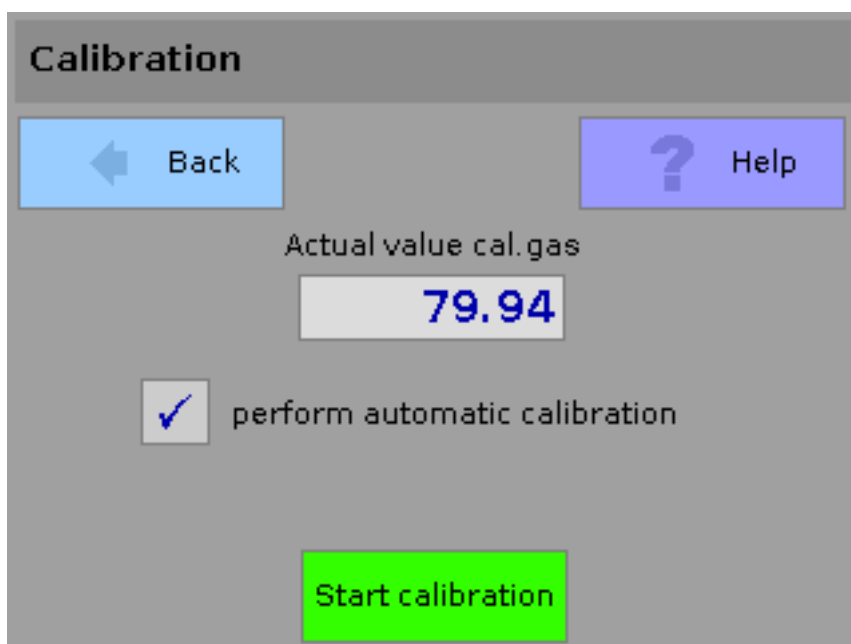 Calibration
Back
Help
Actual value cal.gas
79.94
perform automatic calibration
Start calibration